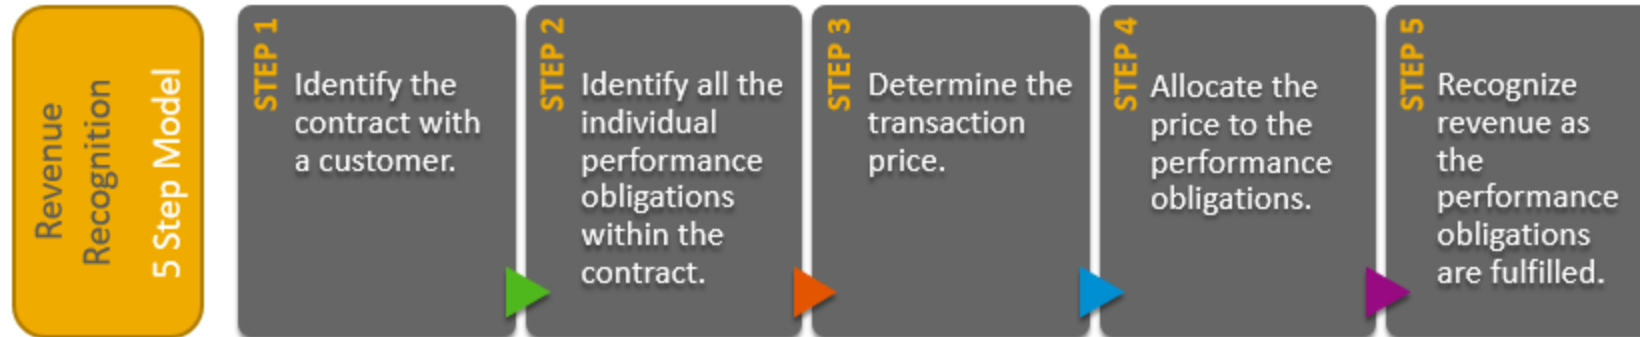 Revenue
Recognition
5 Step Model
STEP 1
Identify the
contract with
a customer.
STEP 2
Identify all the
individual
performance
obligations
within the
contract.
STEP 3
Determine the
transaction
price.
STEP 4
Allocate the
price to the
performance
obligations.
STEP 5
Recognize
revenue as
the
performance
obligations
are fulfilled.